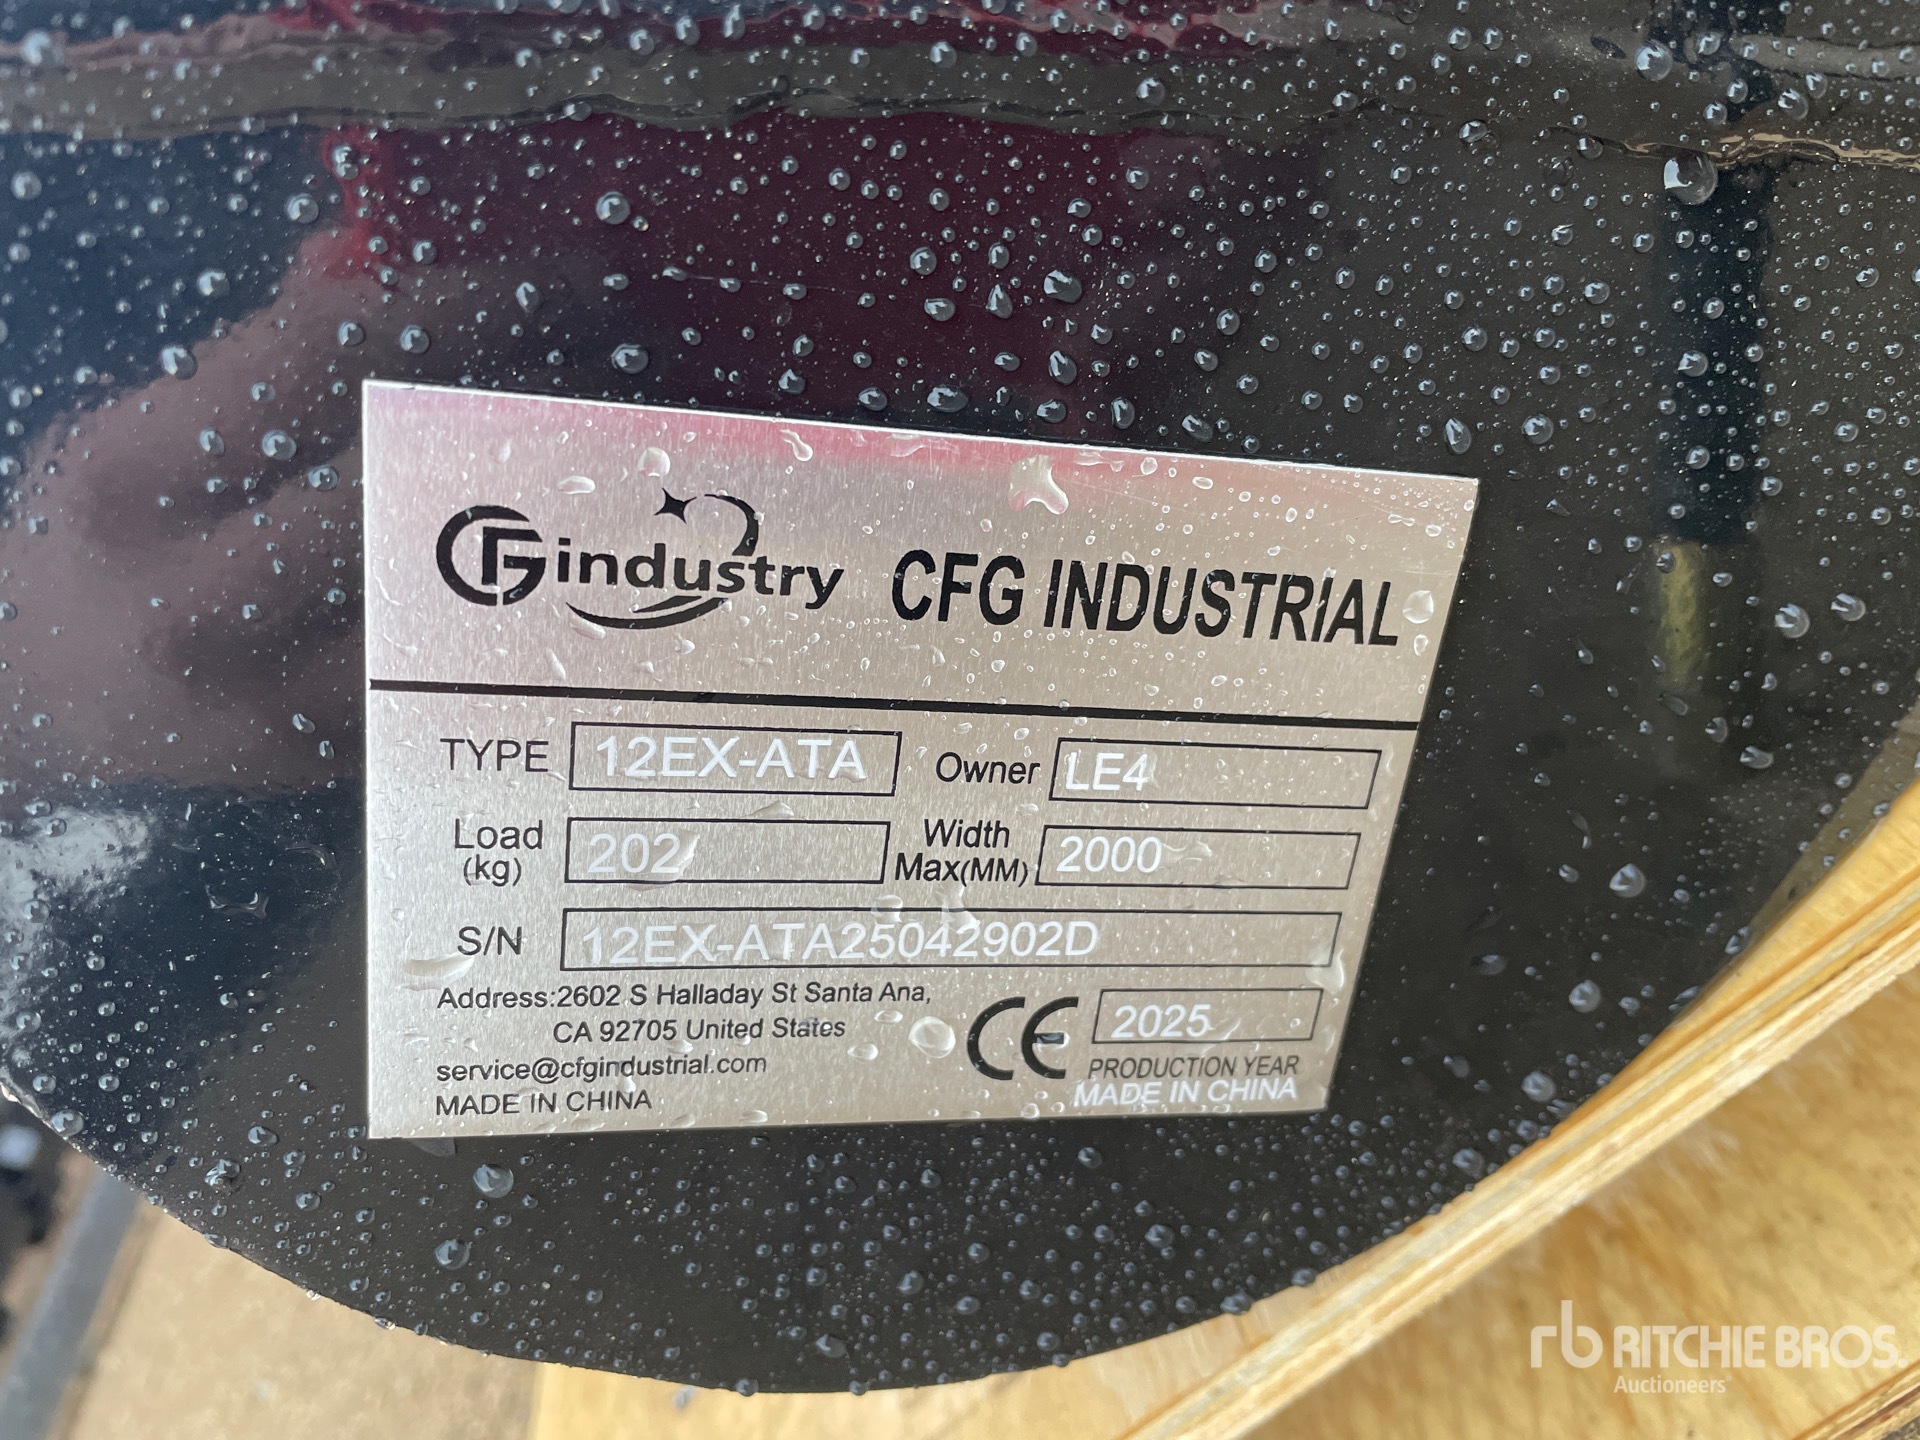 CFG industry CFG INDUSTRIAL
TYPE 12EX-ATA Owner LE4
Load (kg) 202 Width Max(MM) 2000
S/N 12EX-ATA25042902D
Address:2602 S Halladay St Santa Ana,
CA 92705 United States
service@cfgindustrial.com
MADE IN CHINA
CE 2025
PRODUCTION YEAR
MADE IN CHINA
rb RITCHIE BROS.
Auctioneers